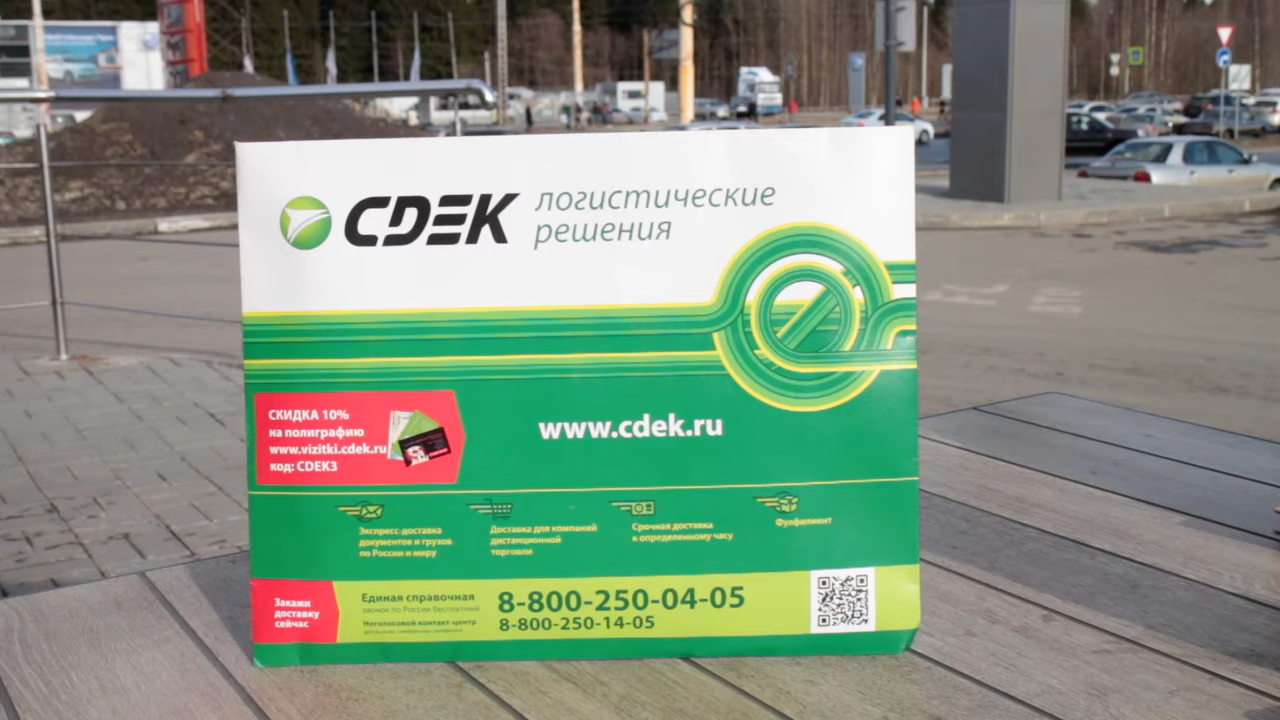 CDEK логистические
решения
СКИДКА 10%
на полиграфию
www.vizitki.cdek.ru
код: CDEK3
www.cdek.ru
Экспресс-доставка
документов и грузов
по России и миру
Доставка для компаний
дистанционной
торговли
Срочная доставка
к определенному часу
Фулфилмент
Закажи
доставку
сейчас
Единая справочная
звонок по России бесплатный
8-800-250-04-05
Неголосовой контакт-центр
8-800-250-14-05